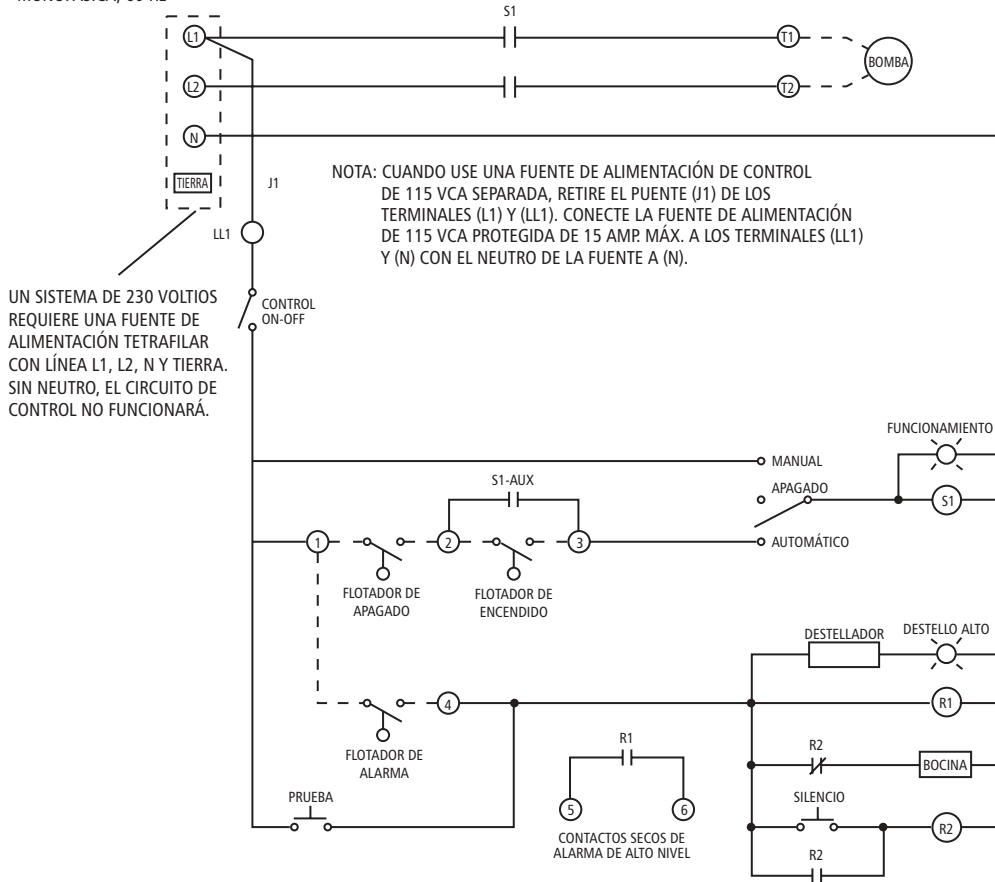 S1
L1
T1
BOMBA
L2
T2
N
TIERRA
J1
NOTA: CUANDO USE UNA FUENTE DE ALIMENTACIÓN DE CONTROL
DE 115 VCA SEPARADA, RETIRE EL PUENTE (J1) DE LOS
TERMINALES (L1) Y (LL1). CONECTE LA FUENTE DE ALIMENTACIÓN
DE 115 VCA PROTEGIDA DE 15 AMP. MÁX. A LOS TERMINALES (LL1)
Y (N) CON EL NEUTRO DE LA FUENTE A (N).
LL1
UN SISTEMA DE 230 VOLTIOS
REQUIERE UNA FUENTE DE
ALIMENTACIÓN TETRAFILAR
CON LÍNEA L1, L2, N Y TIERRA.
SIN NEUTRO, EL CIRCUITO DE
CONTROL NO FUNCIONARÁ.
CONTROL
ON-OFF
FUNCIONAMIENTO
MANUAL
S1-AUX
APAGADO
S1
1
2
3
AUTOMÁTICO
FLOTADOR DE
APAGADO
FLOTADOR DE
ENCENDIDO
DESTELLADOR
DESTELLO ALTO
4
R1
FLOTADOR DE
ALARMA
R1
R2
BOCINA
PRUEBA
5
6
SILENCIO
R2
CONTACTOS SECOS DE
ALARMA DE ALTO NIVEL
R2